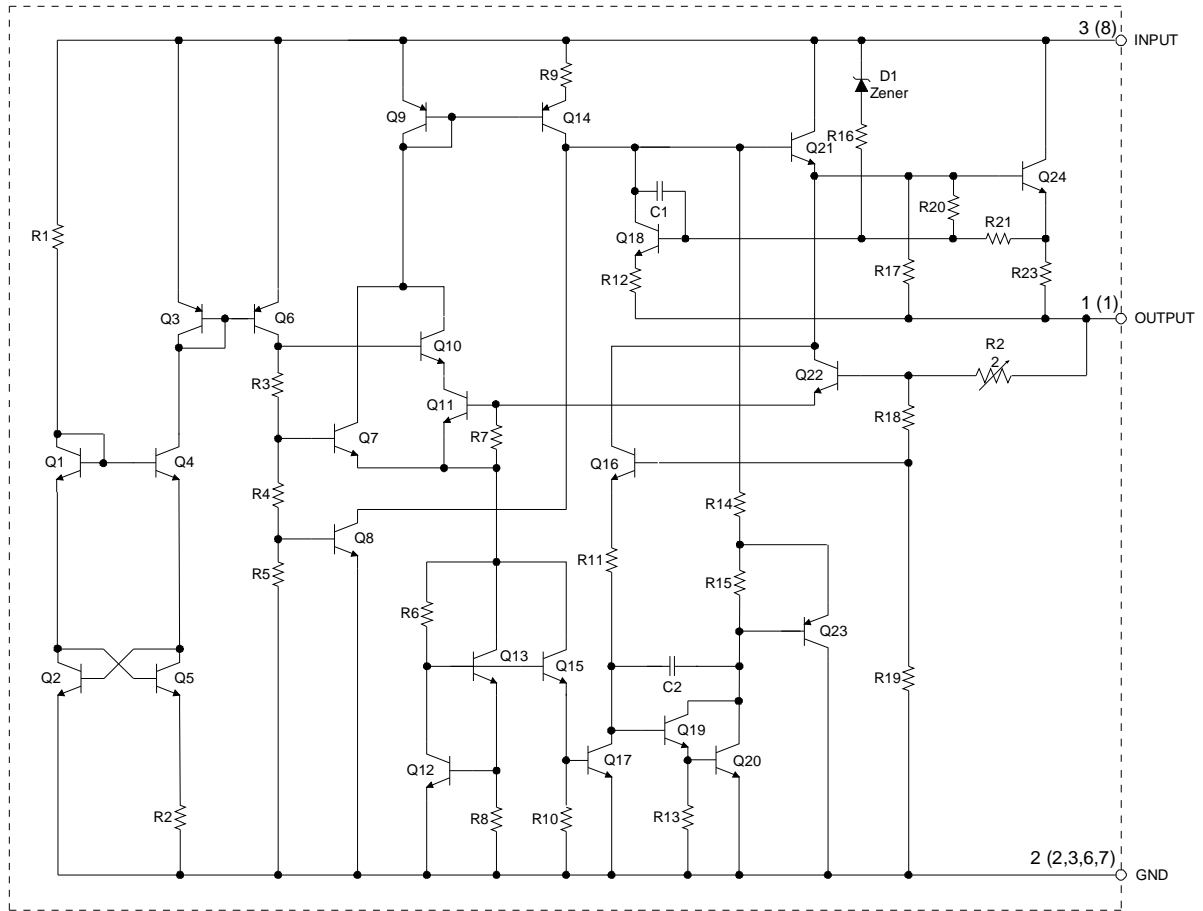 3 (8)
INPUT
R9
D1
Zener
Q9
Q14
Q21
R16
Q24
C1
R20
R21
R1
Q18
R12
R17
R23
1 (1)
OUTPUT
Q3
Q6
Q10
R2
2
R3
Q22
Q11
R18
Q7
R7
Q1
Q4
Q16
R4
R14
Q8
R11
R5
R15
R6
Q23
Q13
Q15
Q2
Q5
C2
R19
Q19
Q12
Q17
Q20
R2
R8
R10
R13
2 (2,3,6,7)
GND